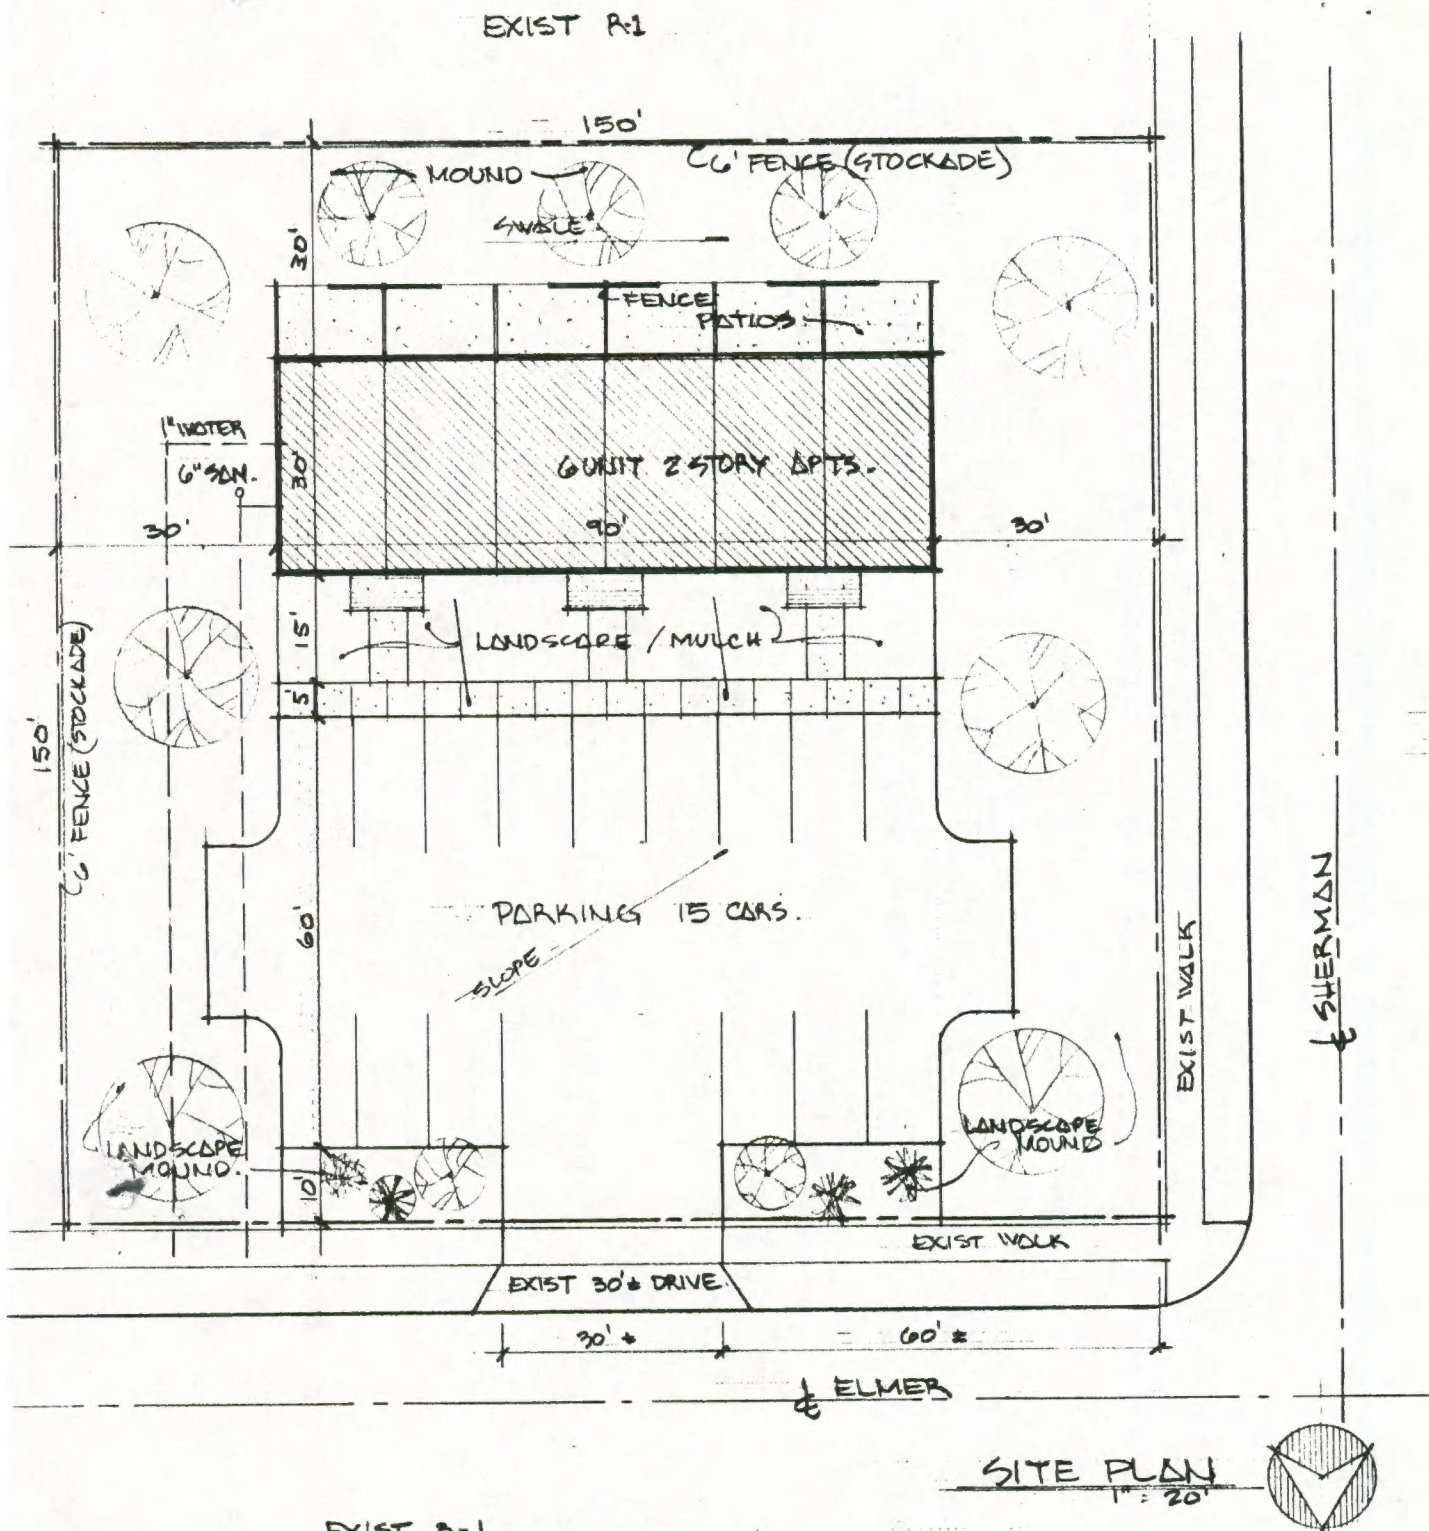 EXIST R-1
150'
6' FENCE (STOCKADE)
MOUND
SWALE
30'
FENCE
PATIOS
1" WATER
6" SAN.
30'
6 UNIT 2 STORY APTS.
30'
90'
30'
15'
LANDSCAPE / MULCH
5'
150'
6' FENCE (STOCKADE)
60'
PARKING 15 CARS.
SLOPE
EXIST WALK
℄ SHERMAN
LANDSCAPE
MOUND.
10'
LANDSCAPE
MOUND
EXIST WALK
EXIST 30'± DRIVE.
30' ±
60' ±
℄ ELMER
SITE PLAN
1" = 20'
EXIST R-1